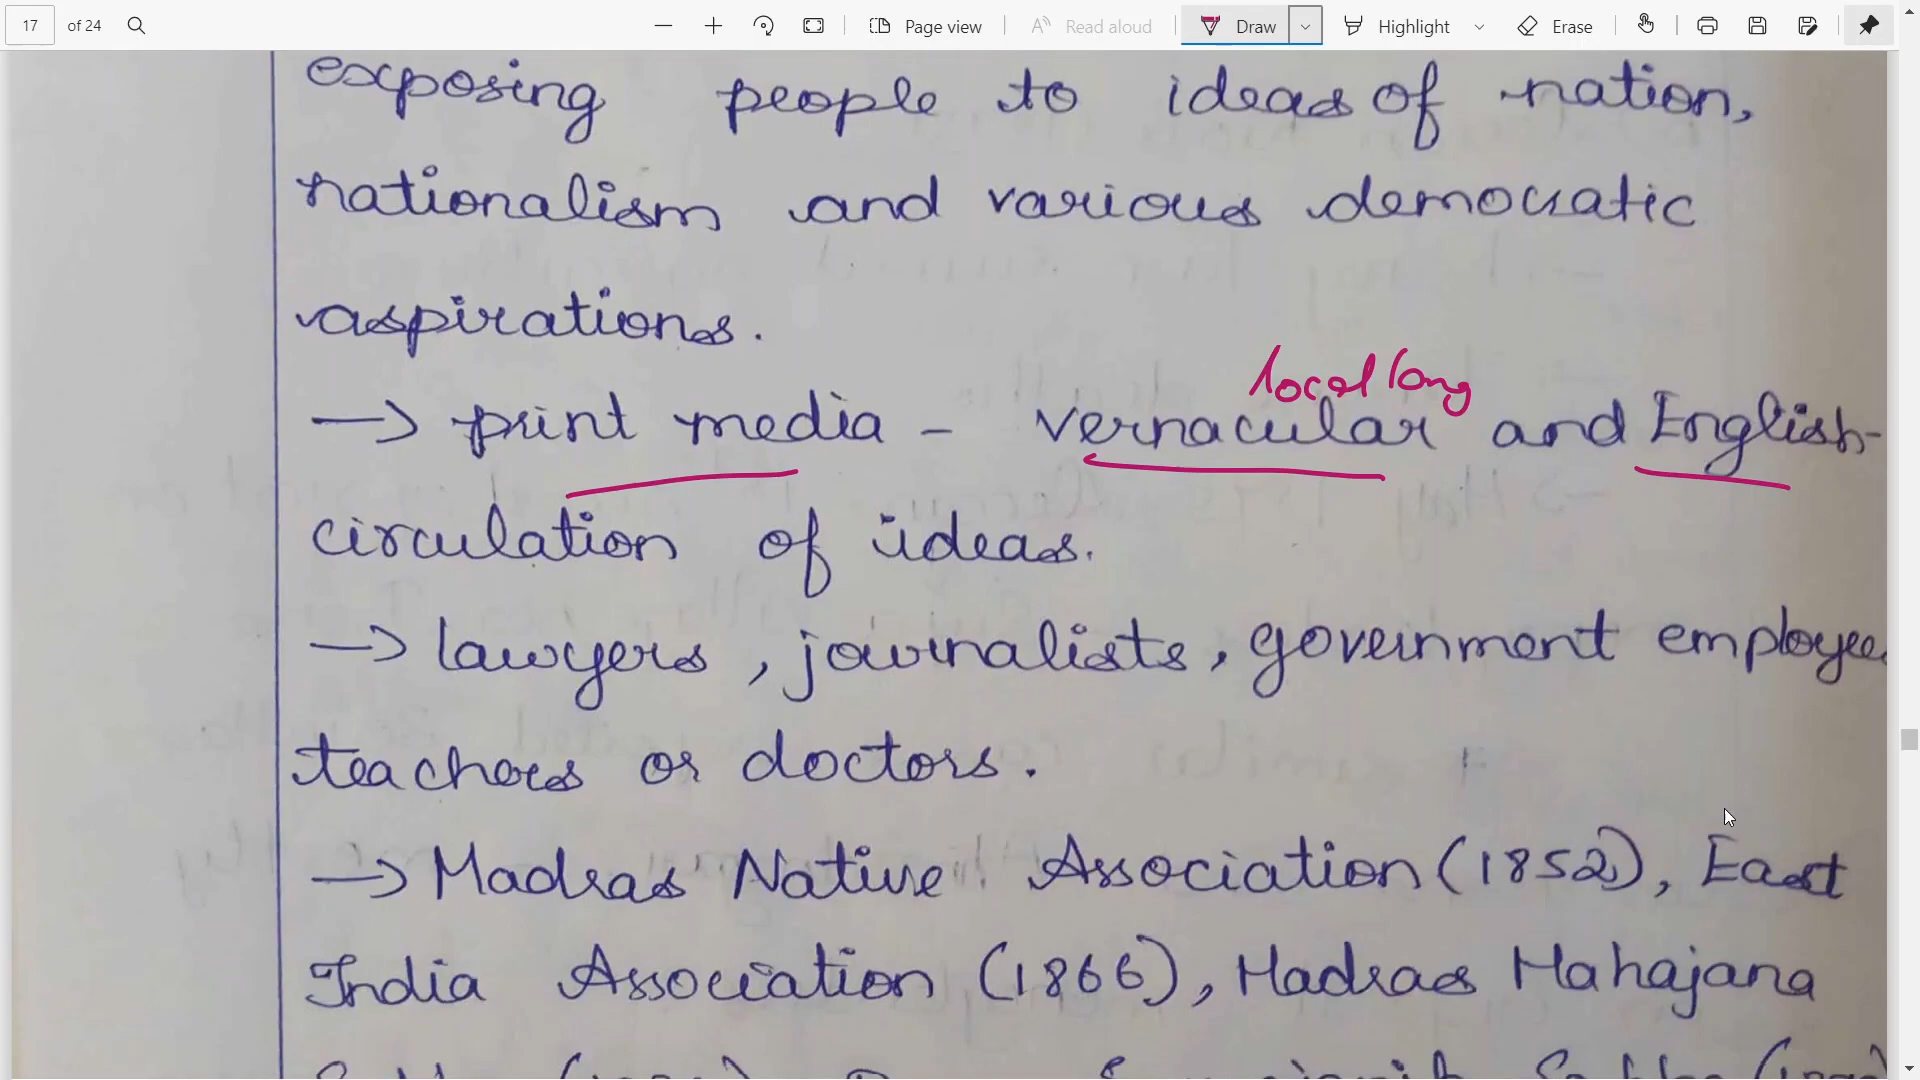 17 of 24 Page view Read aloud Draw Highlight Erase
exposing people to ideas of nation,
nationalism and various democratic
aspirations.
local lang
→ print media - vernacular and English-
circulation of ideas.
→ lawyers, journalists, government employee
teachers or doctors.
→ Madras Native Association (1852), East
India Association (1866), Madras Mahajana